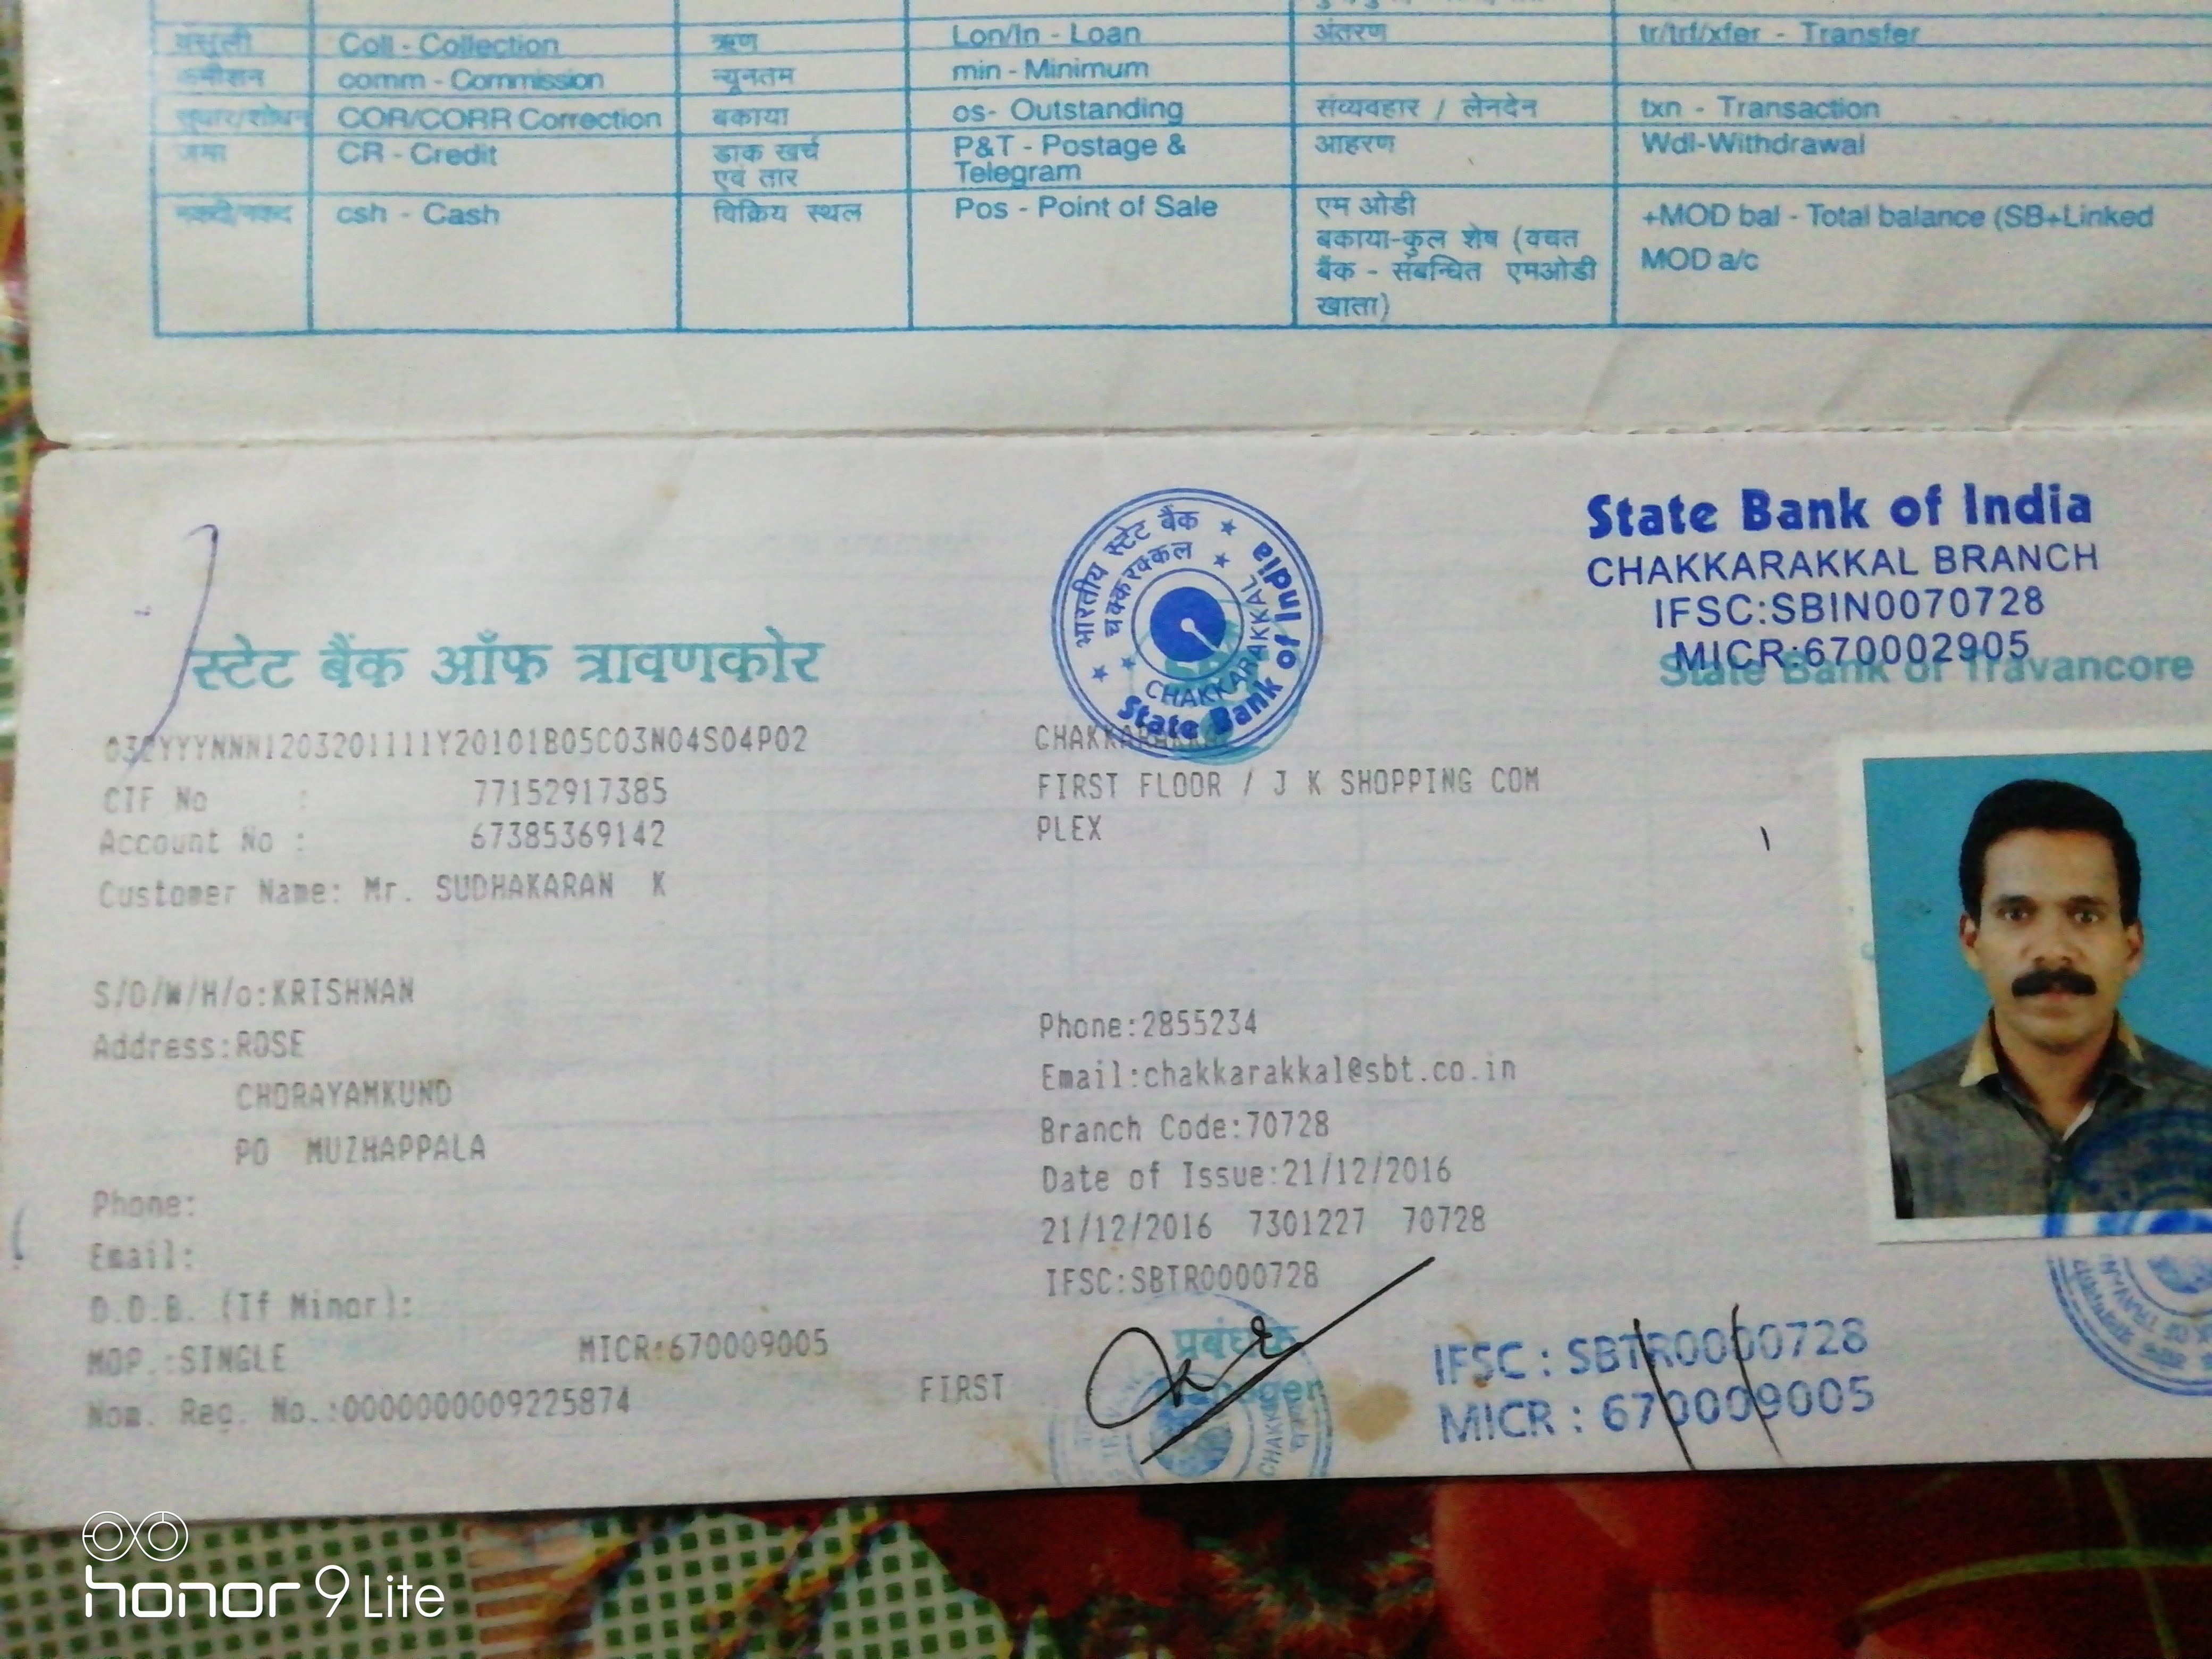 वसूली Coll - Collection ऋण Lon/ln - Loan अंतरण tr/trf/xfer - Transfer
कमीशन comm - Commission न्यूनतम min - Minimum
सुधार/शोधन COR/CORR Correction बकाया os- Outstanding संव्यवहार / लेनदेन txn - Transaction
जमा CR - Credit डाक खर्च P&T - Postage & आहरण Wdl-Withdrawal
एवं तार Telegram
नकदी/नकद csh - Cash विक्रिय स्थल Pos - Point of Sale एम ओडी +MOD bal - Total balance (SB+Linked
बकाया-कुल शेष (बचत MOD a/c
बैंक - संबन्धित एमओडी
खाता)
State Bank of India
CHAKKARAKKAL BRANCH
IFSC:SBIN0070728
MICR:670002905
भारतीय स्टेट बैंक
चक्करक्कल
CHAKKARAKKAL
State Bank of India
स्टेट बैंक ऑफ त्रावणकोर
State Bank of Travancore
032YYYNNN1203201111Y20101B05C03N04S04P02
CIF No : 77152917385
Account No : 67385369142
Customer Name: Mr. SUDHAKARAN K
S/D/W/H/o:KRISHNAN
Address:ROSE
CHORAYAMKUND
PO MUZHAPPALA
Phone:
Email:
D.O.B. (If Minor):
MOP.:SINGLE MICR:670009005
Nom. Reg. No.:0000000009225874
CHAKKARAKKAL
FIRST FLOOR / J K SHOPPING COM
PLEX
Phone:2855234
Email:chakkarakkal@sbt.co.in
Branch Code:70728
Date of Issue:21/12/2016
21/12/2016 7301227 70728
IFSC:SBTR0000728
प्रबंधक
Manager
FIRST
IFSC : SBTR0000728
MICR : 670009005
honor 9 Lite